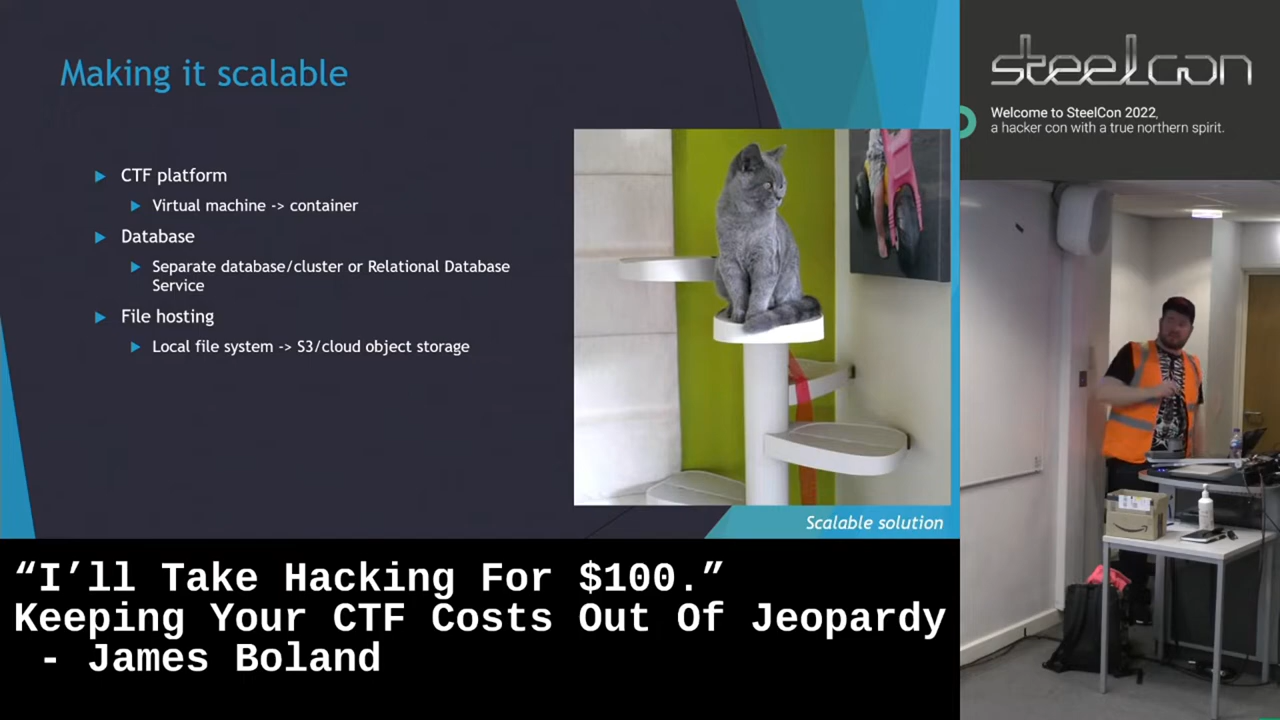 Making it scalable
CTF platform
Virtual machine -> container
Database
Separate database/cluster or Relational Database
Service
File hosting
Local file system -> S3/cloud object storage
Scalable solution
steelcon
Welcome to SteelCon 2022,
a hacker con with a true northern spirit.
“I’ll Take Hacking For $100.”
Keeping Your CTF Costs Out Of Jeopardy
- James Boland